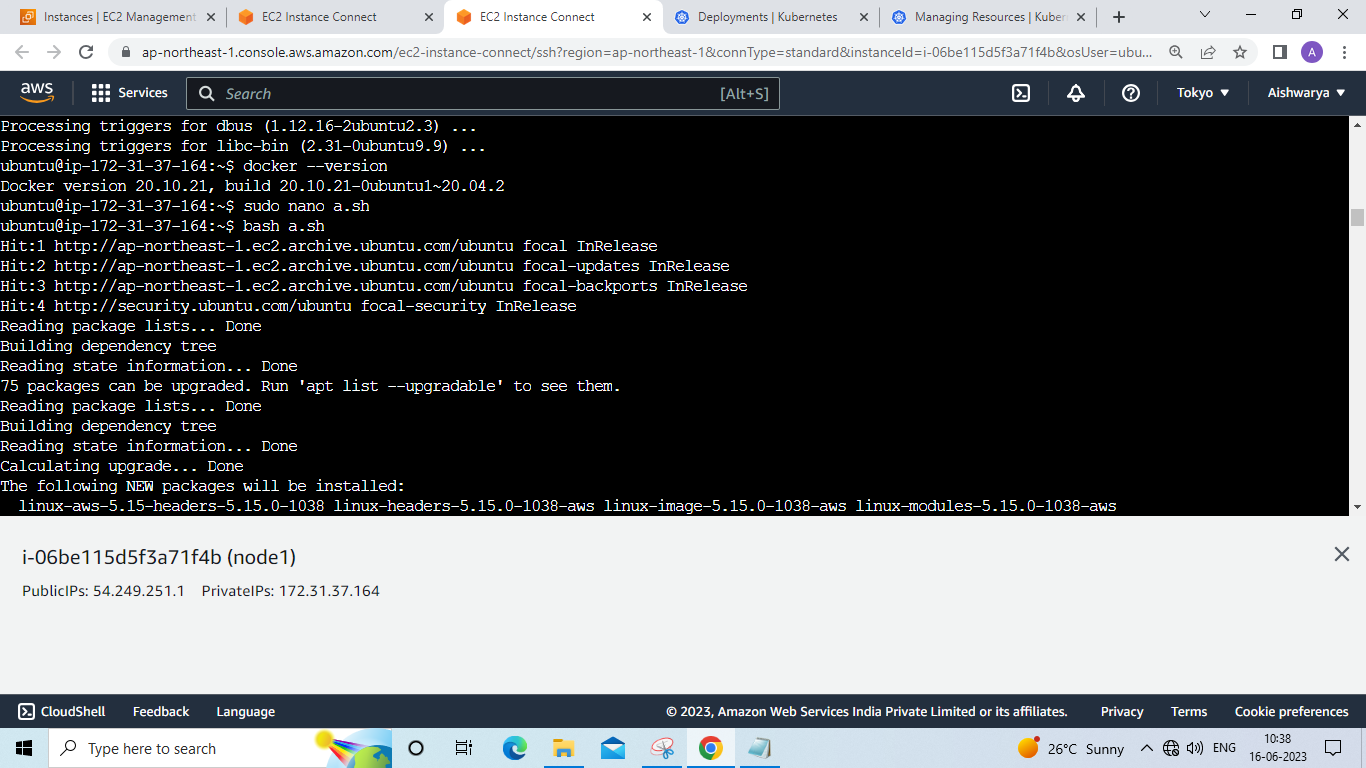 Instances | EC2 Management
EC2 Instance Connect
EC2 Instance Connect
Deployments | Kubernetes
Managing Resources | Kuber
ap-northeast-1.console.aws.amazon.com/ec2-instance-connect/ssh?region=ap-northeast-1&connType=standard&instanceId=i-06be115d5f3a71f4b&osUser=ubu...
A
aws
Services
Search
[Alt+S]
Tokyo
Aishwarya
Processing triggers for dbus (1.12.16-2ubuntu2.3) ...
Processing triggers for libc-bin (2.31-0ubuntu9.9) ...
ubuntu@ip-172-31-37-164:~$ docker --version
Docker version 20.10.21, build 20.10.21-0ubuntu1~20.04.2
ubuntu@ip-172-31-37-164:~$ sudo nano a.sh
ubuntu@ip-172-31-37-164:~$ bash a.sh
Hit:1 http://ap-northeast-1.ec2.archive.ubuntu.com/ubuntu focal InRelease
Hit:2 http://ap-northeast-1.ec2.archive.ubuntu.com/ubuntu focal-updates InRelease
Hit:3 http://ap-northeast-1.ec2.archive.ubuntu.com/ubuntu focal-backports InRelease
Hit:4 http://security.ubuntu.com/ubuntu focal-security InRelease
Reading package lists... Done
Building dependency tree
Reading state information... Done
75 packages can be upgraded. Run 'apt list --upgradable' to see them.
Reading package lists... Done
Building dependency tree
Reading state information... Done
Calculating upgrade... Done
The following NEW packages will be installed:
linux-aws-5.15-headers-5.15.0-1038 linux-headers-5.15.0-1038-aws linux-image-5.15.0-1038-aws linux-modules-5.15.0-1038-aws
i-06be115d5f3a71f4b (node1)
PublicIPs: 54.249.251.1 PrivateIPs: 172.31.37.164
CloudShell
Feedback
Language
© 2023, Amazon Web Services India Private Limited or its affiliates.
Privacy
Terms
Cookie preferences
Type here to search
26°C Sunny
ENG
10:38
16-06-2023